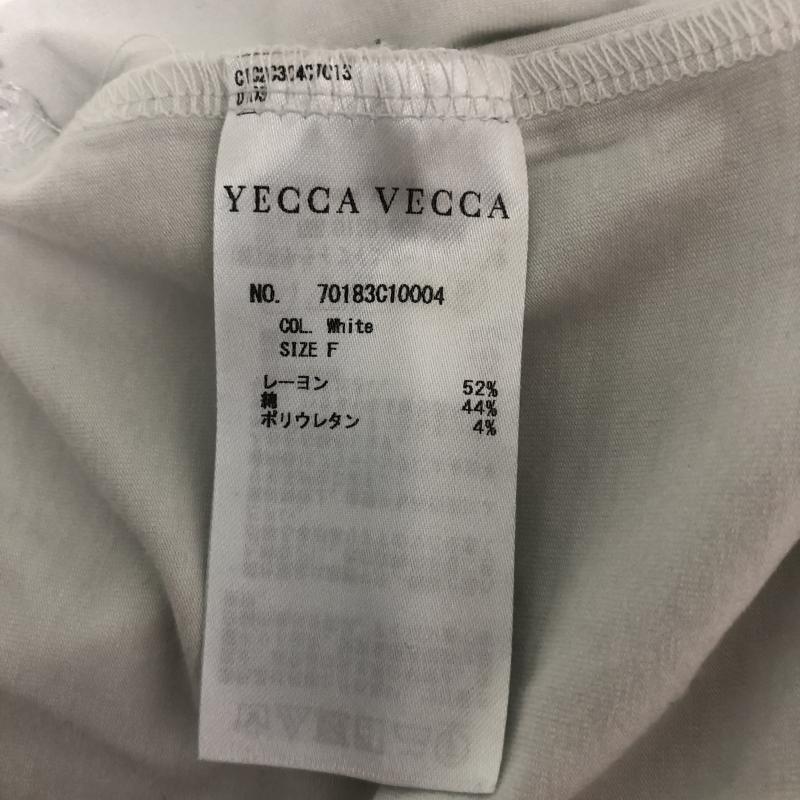 YECCA VECCA
NO. 70183C10004
COL. White
SIZE F
レーヨン 52%
綿 44%
ポリウレタン 4%